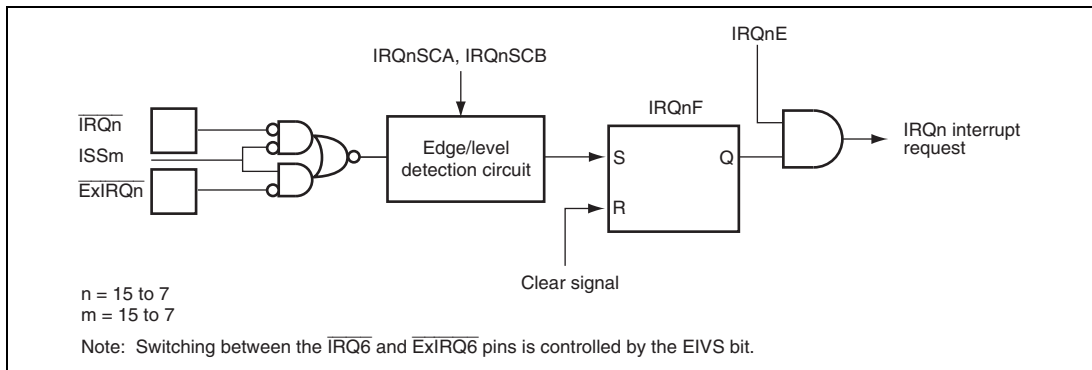 IRQnE
IRQnSCA, IRQnSCB
IRQnF
IRQn
ISSm
ExIRQn
Edge/level
detection circuit
S
Q
R
IRQn interrupt
request
Clear signal
n = 15 to 7
m = 15 to 7
Note: Switching between the IRQ6 and ExIRQ6 pins is controlled by the EIVS bit.